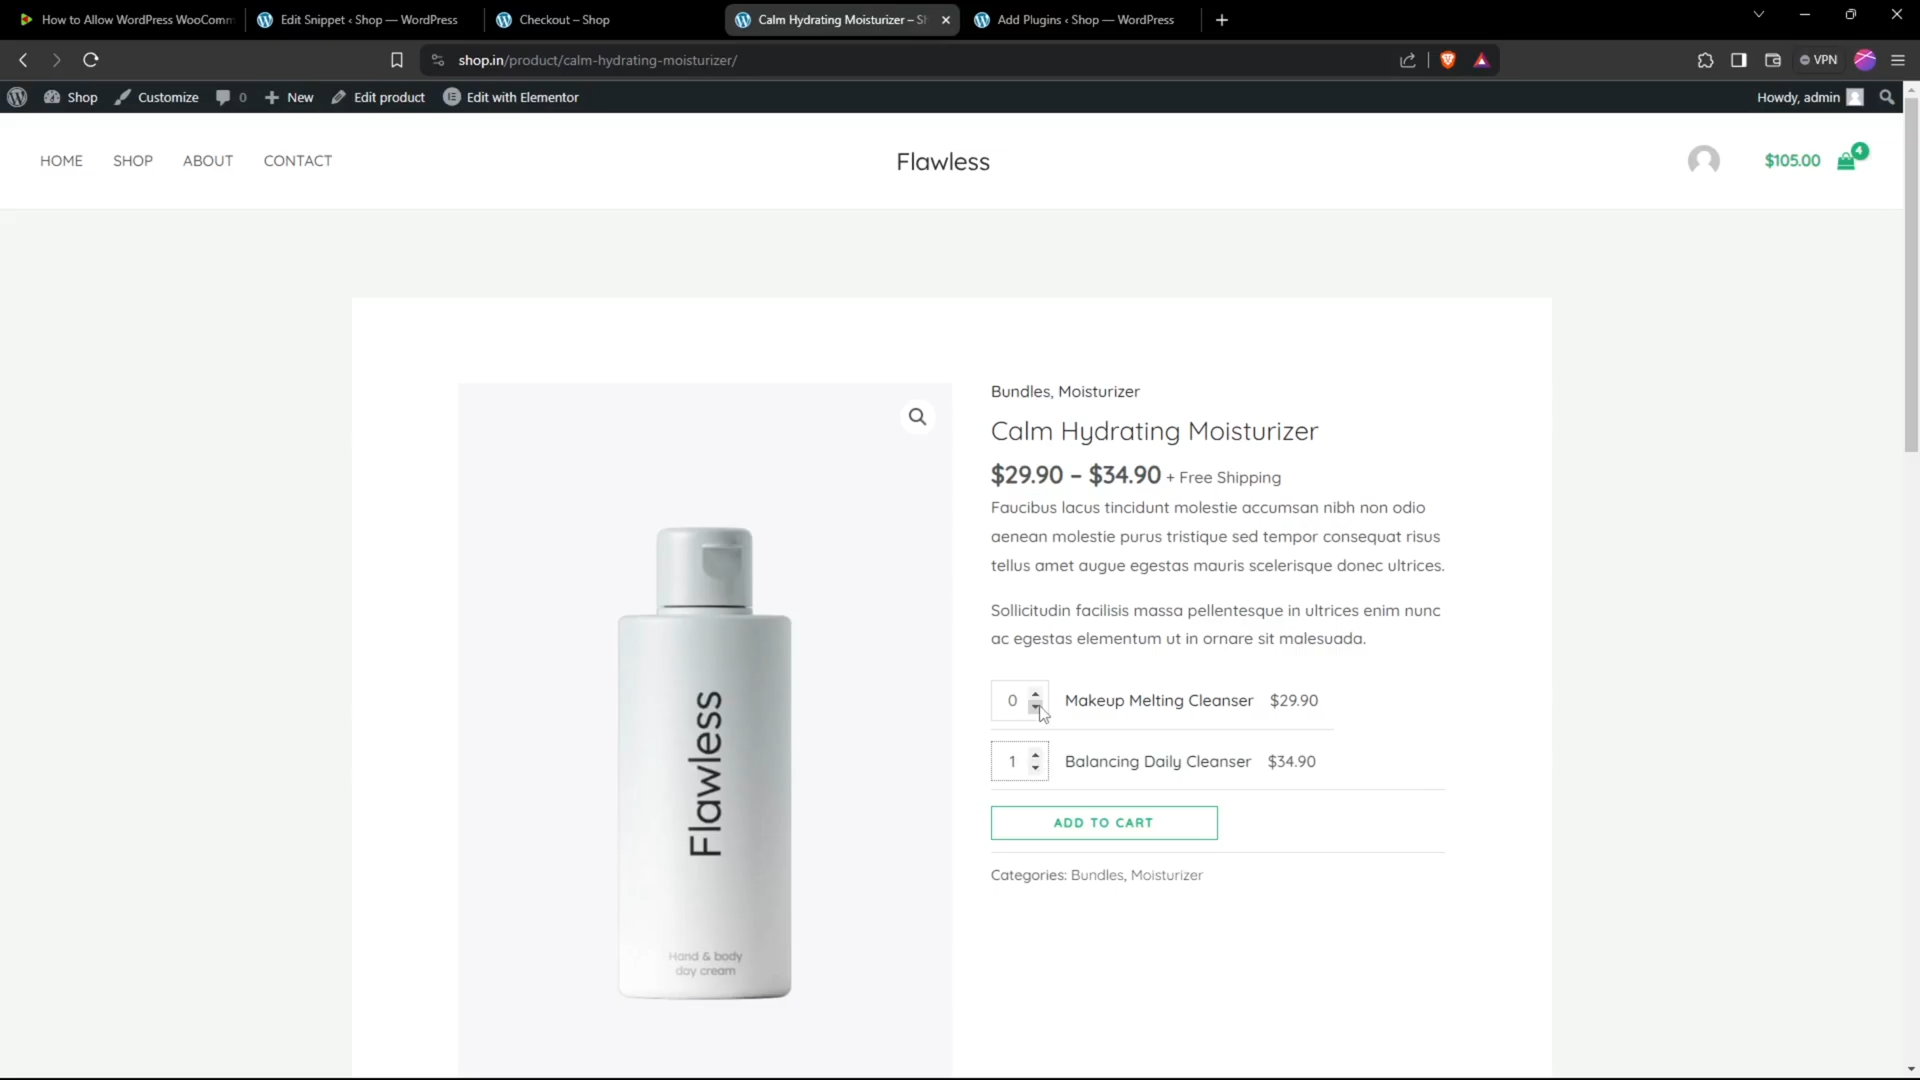 How to Allow WordPress WooComm
Edit Snippet ‹ Shop — WordPress
Checkout – Shop
Calm Hydrating Moisturizer – Sh
Add Plugins ‹ Shop — WordPress
shop.in/product/calm-hydrating-moisturizer/
VPN
Shop
Customize
0
New
Edit product
Edit with Elementor
Howdy, admin
HOME
SHOP
ABOUT
CONTACT
Flawless
$105.00
4
Bundles, Moisturizer
Calm Hydrating Moisturizer
$29.90 – $34.90 + Free Shipping
Faucibus lacus tincidunt molestie accumsan nibh non odio
aenean molestie purus tristique sed tempor consequat risus
tellus amet augue egestas mauris scelerisque donec ultrices.
Sollicitudin facilisis massa pellentesque in ultrices enim nunc
ac egestas elementum ut in ornare sit malesuada.
0 Makeup Melting Cleanser $29.90
1 Balancing Daily Cleanser $34.90
ADD TO CART
Categories: Bundles, Moisturizer
Flawless
Hand & body
day cream